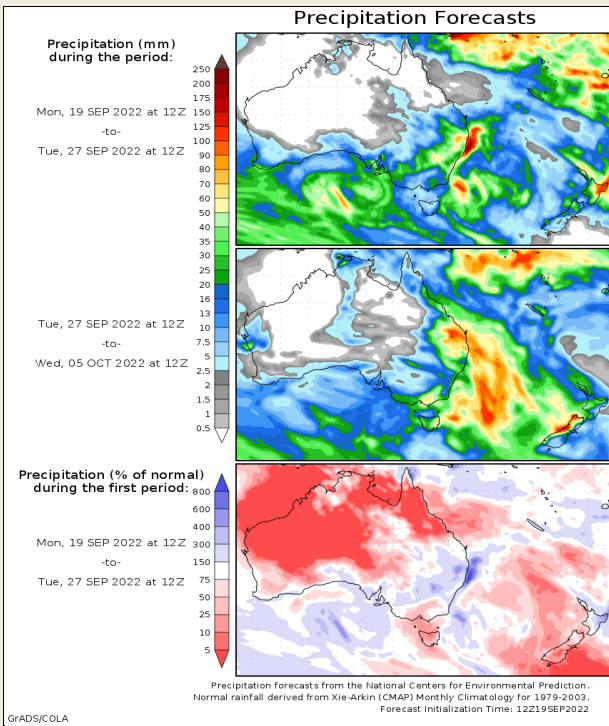 Precipitation Forecasts
Precipitation (mm)
during the period:
Mon, 19 SEP 2022 at 12Z
-to-
Tue, 27 SEP 2022 at 12Z
250
200
175
150
125
100
90
80
70
60
50
40
35
30
25
20
16
13
10
7.5
5
2.5
2
1.5
1
0.5
Tue, 27 SEP 2022 at 12Z
-to-
Wed, 05 OCT 2022 at 12Z
Precipitation (% of normal)
during the first period:
Mon, 19 SEP 2022 at 12Z
-to-
Tue, 27 SEP 2022 at 12Z
800
600
400
300
150
75
50
25
10
5
Precipitation forecasts from the National Centers for Environmental Prediction.
Normal rainfall derived from Xie-Arkin (CMAP) Monthly Climatology for 1979-2003.
Forecast Initialization Time: 12Z19SEP2022
GrADS/COLA